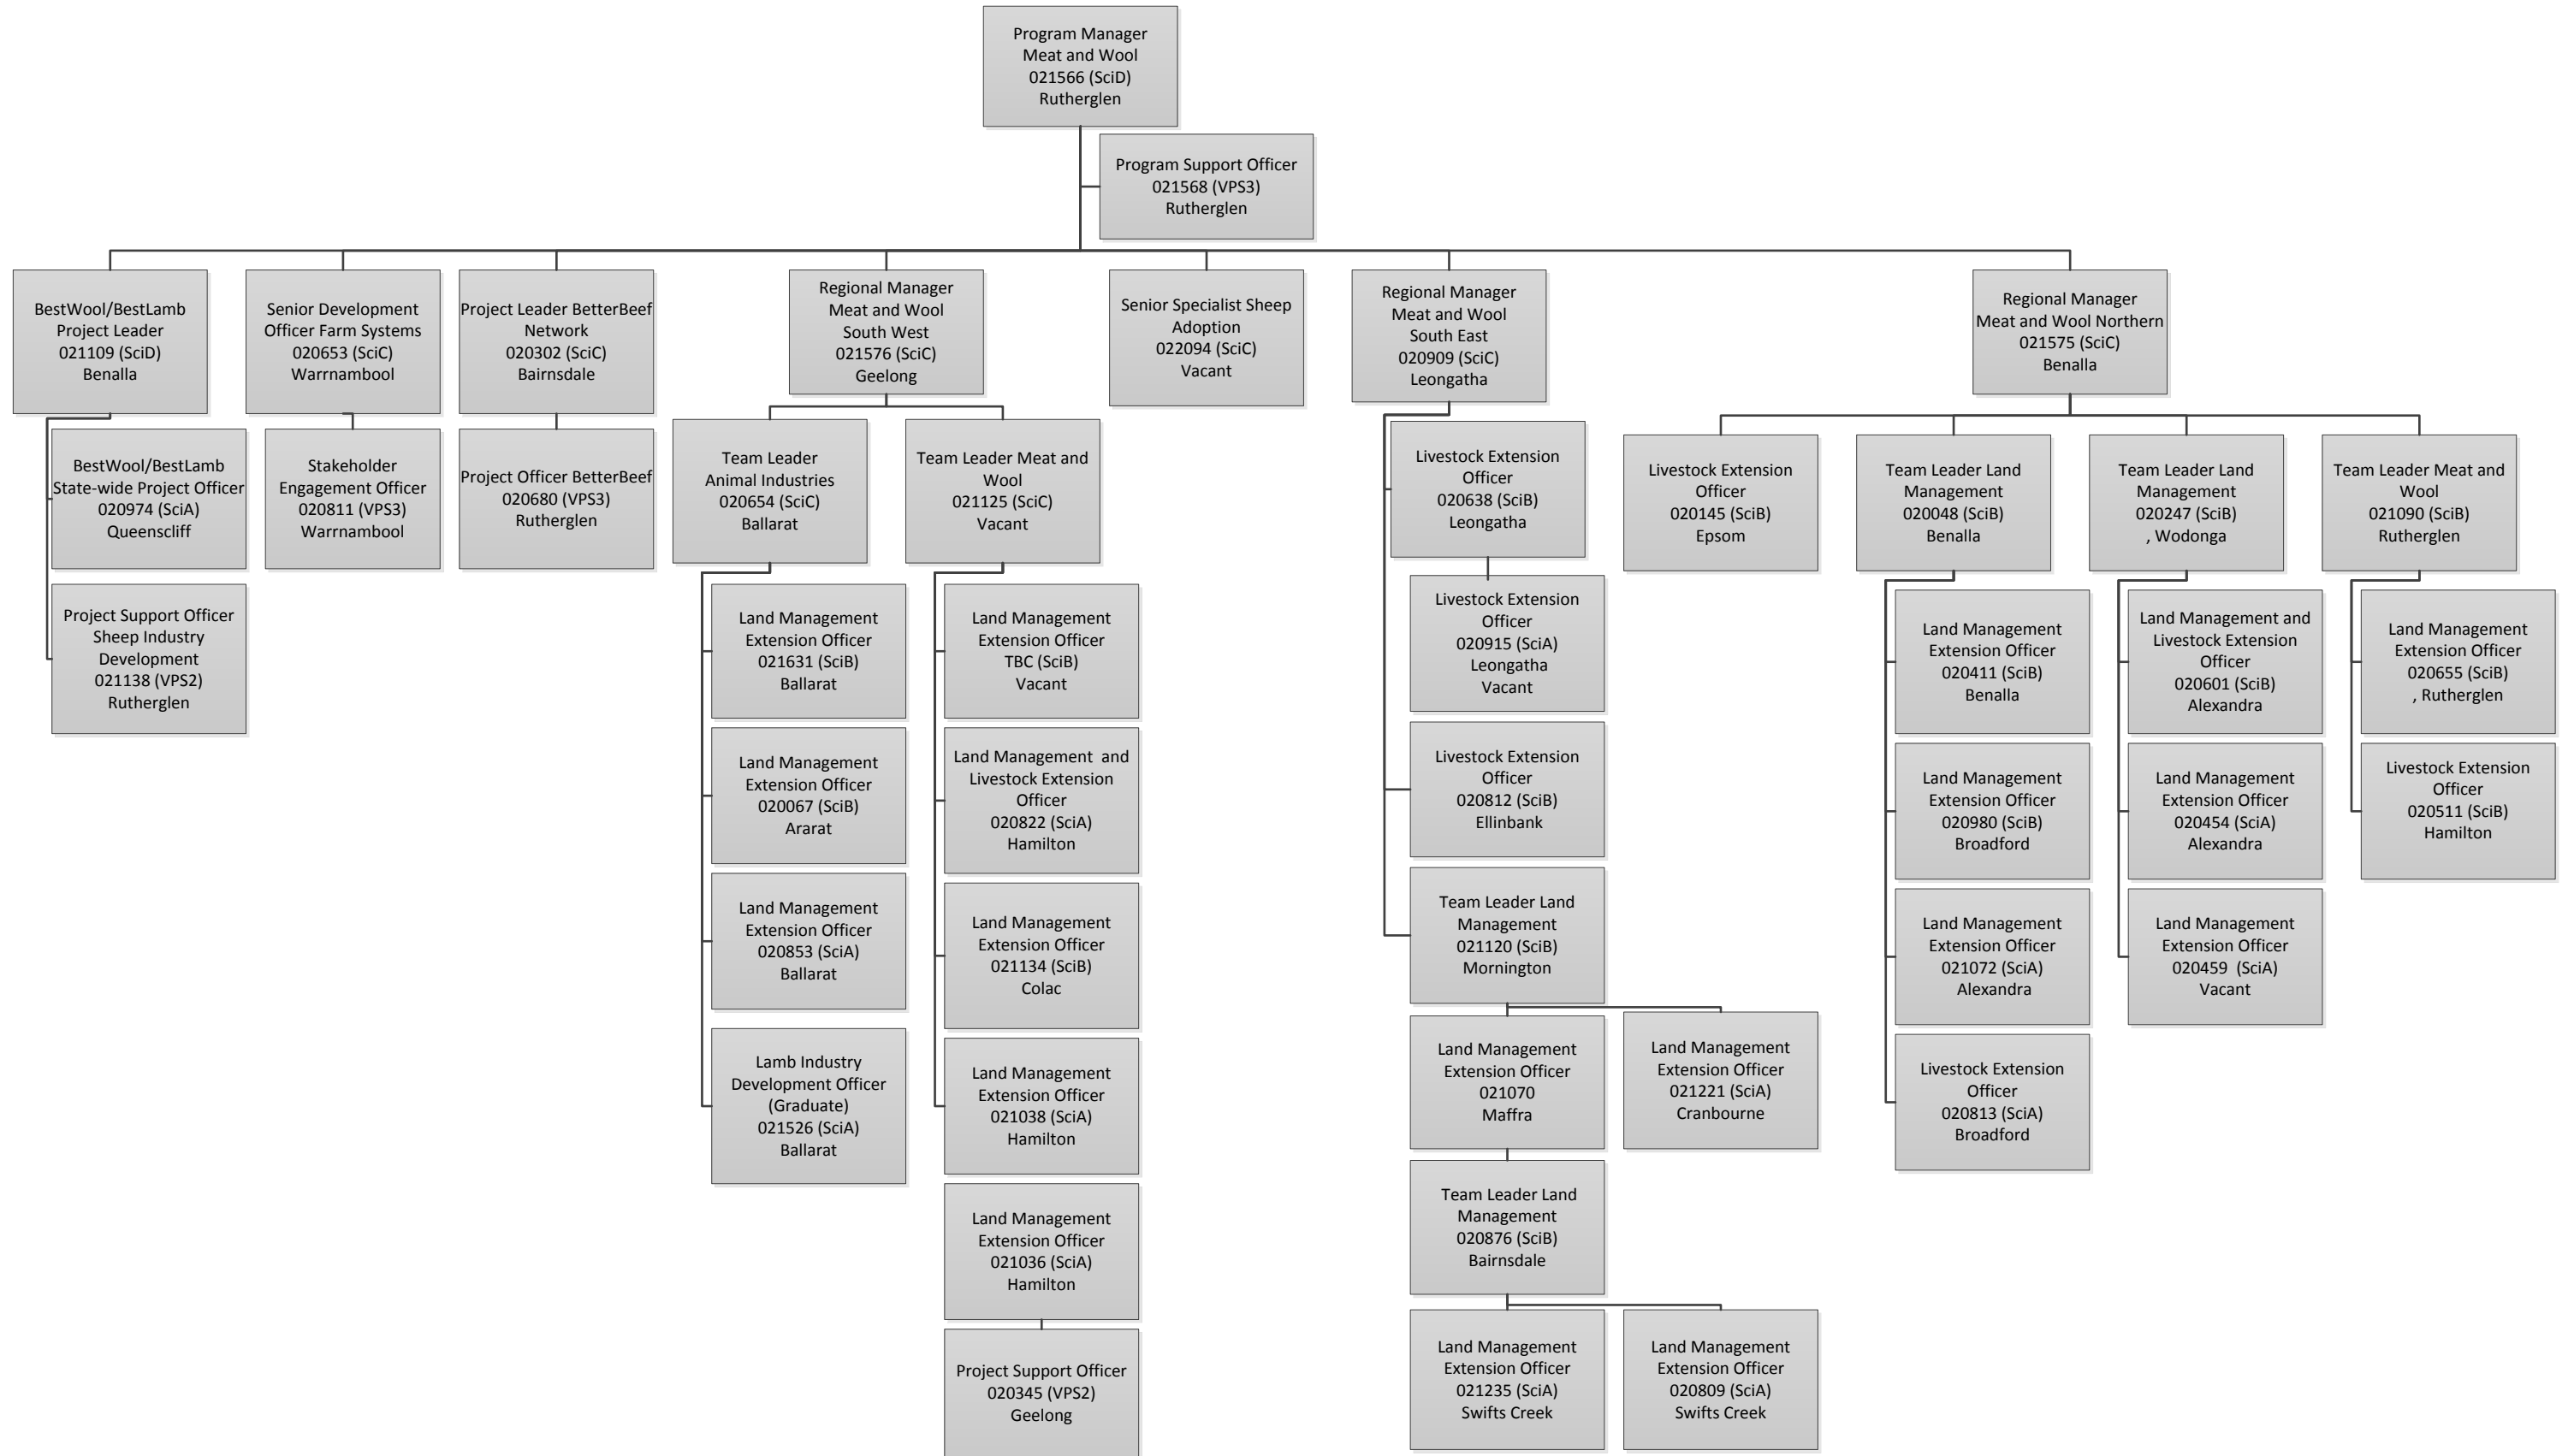 Program Manager
Meat and Wool
021566 (SciD)
Rutherglen
Program Support Officer
021568 (VPS3)
Rutherglen
BestWool/BestLamb
Project Leader
021109 (SciD)
Benalla
Senior Development
Officer Farm Systems
020653 (SciC)
Warrnambool
Project Leader BetterBeef
Network
020302 (SciC)
Bairnsdale
Regional Manager
Meat and Wool
South West
021576 (SciC)
Geelong
Senior Specialist Sheep
Adoption
022094 (SciC)
Vacant
Regional Manager
Meat and Wool
South East
020909 (SciC)
Leongatha
Regional Manager
Meat and Wool Northern
021575 (SciC)
Benalla
BestWool/BestLamb
State-wide Project Officer
020974 (SciA)
Queenscliff
Project Support Officer
Sheep Industry
Development
021138 (VPS2)
Rutherglen
Stakeholder
Engagement Officer
020811 (VPS3)
Warrnambool
Project Officer BetterBeef
020680 (VPS3)
Rutherglen
Team Leader
Animal Industries
020654 (SciC)
Ballarat
Land Management
Extension Officer
021631 (SciB)
Ballarat
Land Management
Extension Officer
020067 (SciB)
Ararat
Land Management
Extension Officer
020853 (SciA)
Ballarat
Lamb Industry
Development Officer
(Graduate)
021526 (SciA)
Ballarat
Team Leader Meat and
Wool
021125 (SciC)
Vacant
Land Management
Extension Officer
TBC (SciB)
Vacant
Land Management  and
Livestock Extension
Officer
020822 (SciA)
Hamilton
Land Management
Extension Officer
021134 (SciB)
Colac
Land Management
Extension Officer
021038 (SciA)
Hamilton
Land Management
Extension Officer
021036 (SciA)
Hamilton
Project Support Officer
020345 (VPS2)
Geelong
Livestock Extension
Officer
020638 (SciB)
Leongatha
Livestock Extension
Officer
020915 (SciA)
Leongatha
Vacant
Livestock Extension
Officer
020812 (SciB)
Ellinbank
Team Leader Land
Management
021120 (SciB)
Mornington
Land Management
Extension Officer
021070
Maffra
Land Management
Extension Officer
021221 (SciA)
Cranbourne
Team Leader Land
Management
020876 (SciB)
Bairnsdale
Land Management
Extension Officer
021235 (SciA)
Swifts Creek
Land Management
Extension Officer
020809 (SciA)
Swifts Creek
Livestock Extension
Officer
020145 (SciB)
Epsom
Team Leader Land
Management
020048 (SciB)
Benalla
Land Management
Extension Officer
020411 (SciB)
Benalla
Land Management
Extension Officer
020980 (SciB)
Broadford
Land Management
Extension Officer
021072 (SciA)
Alexandra
Livestock Extension
Officer
020813 (SciA)
Broadford
Team Leader Land
Management
020247 (SciB)
, Wodonga
Land Management and
Livestock Extension
Officer
020601 (SciB)
Alexandra
Land Management
Extension Officer
020454 (SciA)
Alexandra
Land Management
Extension Officer
020459  (SciA)
Vacant
Team Leader Meat and
Wool
021090 (SciB)
Rutherglen
Land Management
Extension Officer
020655 (SciB)
, Rutherglen
Livestock Extension
Officer
020511 (SciB)
Hamilton